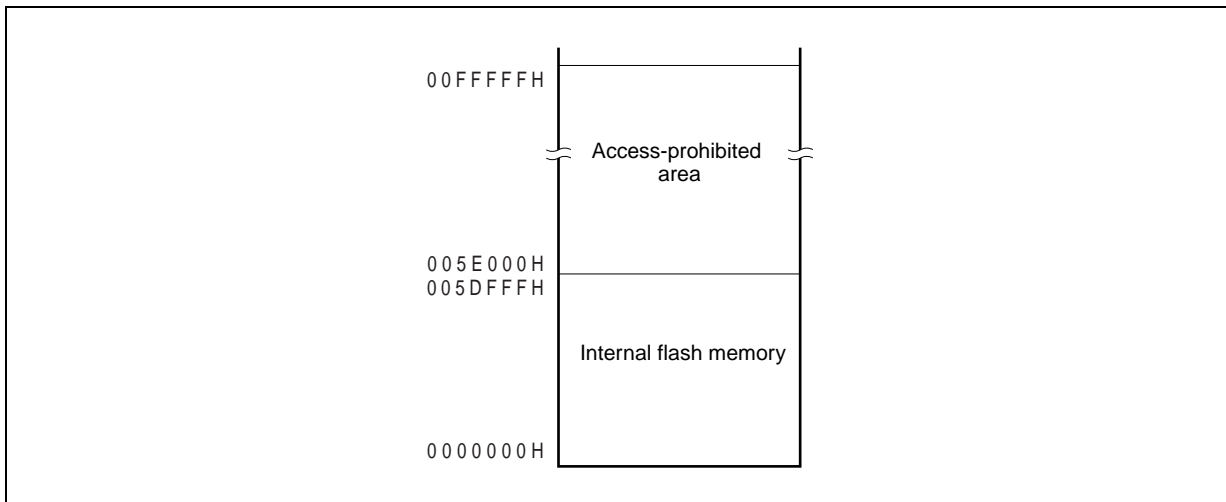 00FFFFFH
Access-prohibited
area
005E000H
005DFFFH
Internal flash memory
0000000H